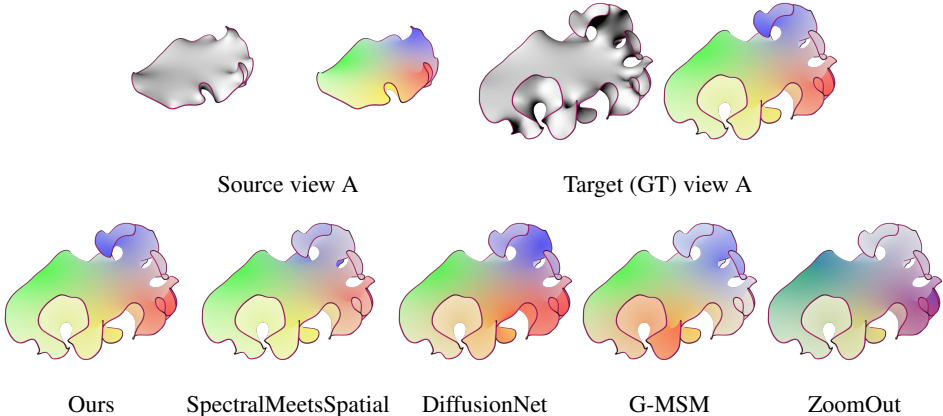 Source view A
Target (GT) view A
Ours
SpectralMeetsSpatial
DiffusionNet
G-MSM
ZoomOut